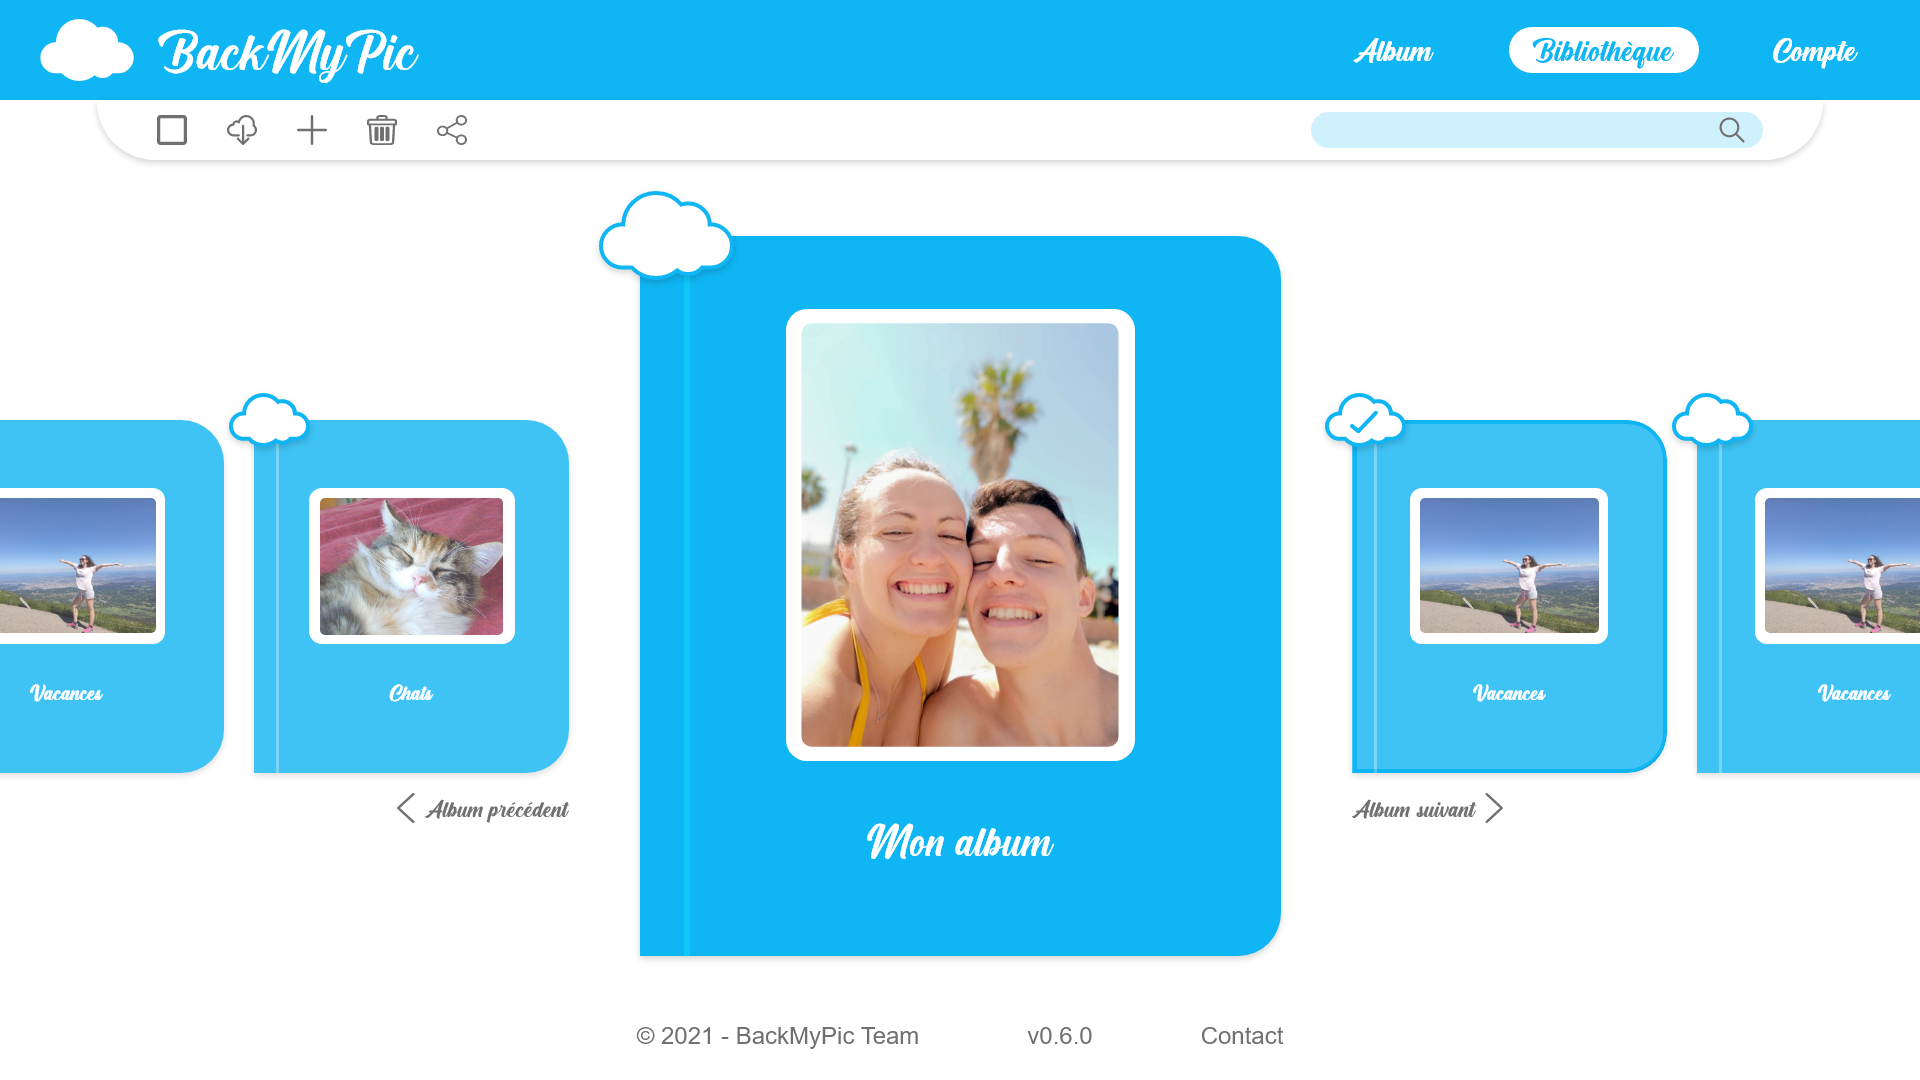 BackMyPic
Album
Bibliothèque
Compte
Vacances
Chats
Mon album
Vacances
Vacances
Album précédent
Album suivant
© 2021 - BackMyPic Team
v0.6.0
Contact